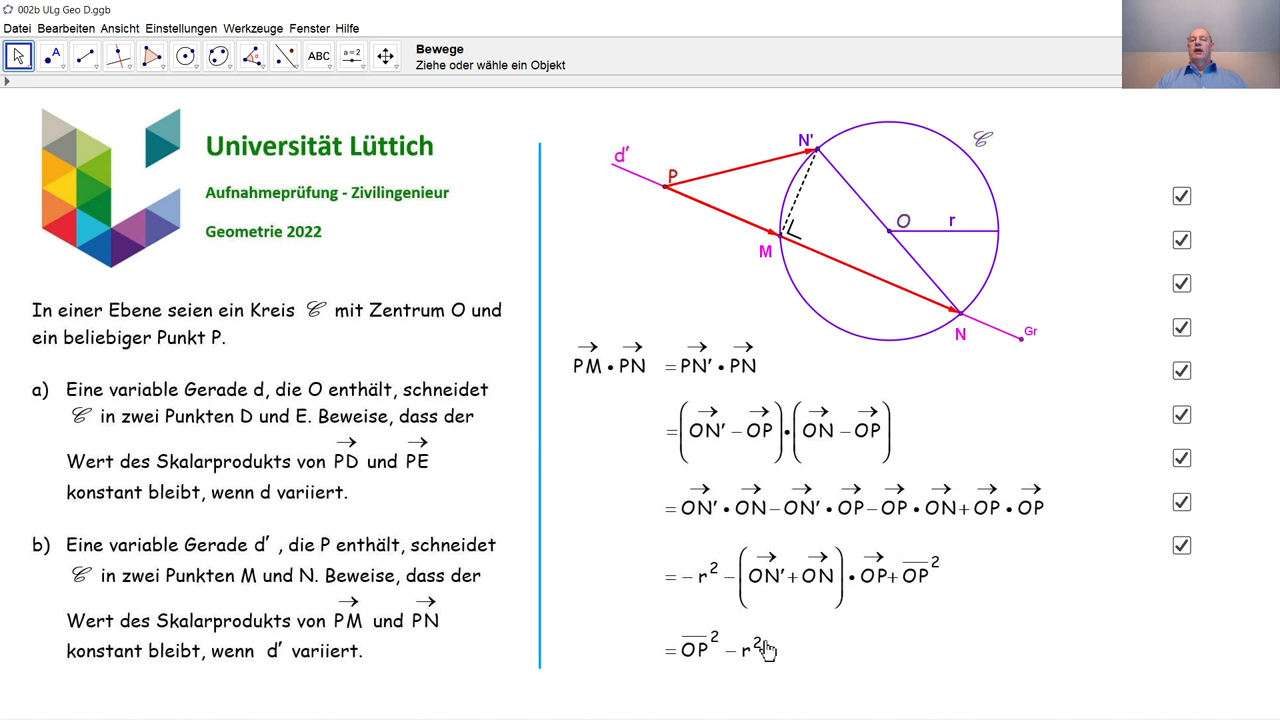 002b ULg Geo D.ggb
Datei Bearbeiten Ansicht Einstellungen Werkzeuge Fenster Hilfe
A ABC a=2
Bewege
Ziehe oder wähle ein Objekt
Universität Lüttich
Aufnahmeprüfung - Zivilingenieur
Geometrie 2022
In einer Ebene seien ein Kreis 𝒞 mit Zentrum O und
ein beliebiger Punkt P.
a) Eine variable Gerade d, die O enthält, schneidet
𝒞 in zwei Punkten D und E. Beweise, dass der
Wert des Skalarprodukts von PD und PE
konstant bleibt, wenn d variiert.
b) Eine variable Gerade d′ , die P enthält, schneidet
𝒞 in zwei Punkten M und N. Beweise, dass der
Wert des Skalarprodukts von PM und PN
konstant bleibt, wenn d′ variiert.
N' 𝒞
d′
P
O r
M
N Gr
PM • PN = PN′ • PN
= (ON′ − OP) • (ON − OP)
= ON′ • ON − ON′ • OP − OP • ON + OP • OP
= − r² − (ON′ + ON) • OP + OP²
= OP² − r²